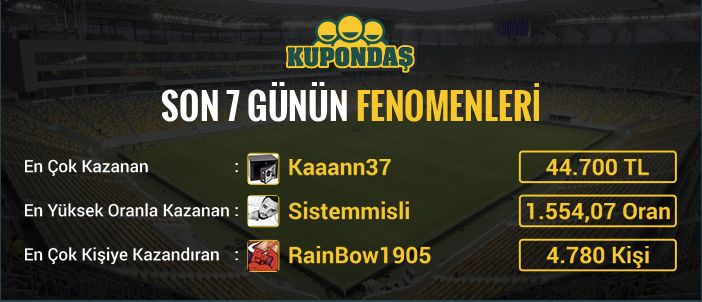 KUPONDAŞ
SON 7 GÜNÜN FENOMENLERİ
En Çok Kazanan : Kaaann37 44.700 TL
En Yüksek Oranla Kazanan : Sistemmisli 1.554,07 Oran
En Çok Kişiye Kazandıran : RainBow1905 4.780 Kişi